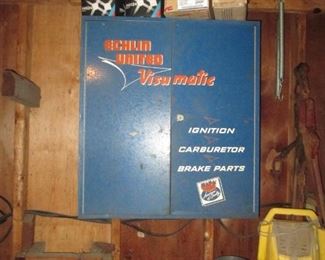 ECHLIN
UNITED
Visumatic
IGNITION
CARBURETOR
BRAKE PARTS